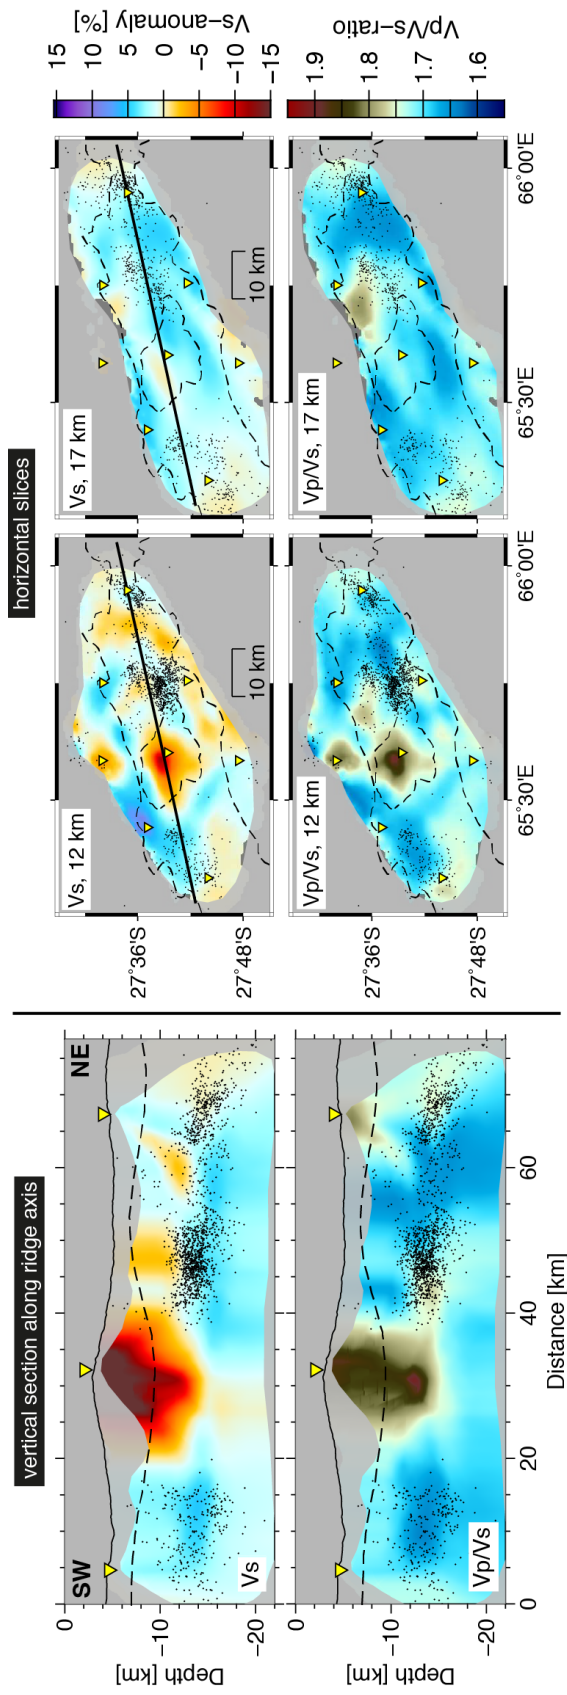 vertical section along ridge axis
SW
NE
0
−10
−20
Depth [km]
Vs
0
−10
−20
Depth [km]
Vp/Vs
0
20
40
60
Distance [km]
horizontal slices
Vs, 12 km
10 km
27°36'S
27°48'S
Vs, 17 km
10 km
15
10
5
0
−5
−10
−15
Vs−anomaly [%]
Vp/Vs, 12 km
27°36'S
27°48'S
65°30'E
66°00'E
Vp/Vs, 17 km
65°30'E
66°00'E
1.9
1.8
1.7
1.6
Vp/Vs−ratio